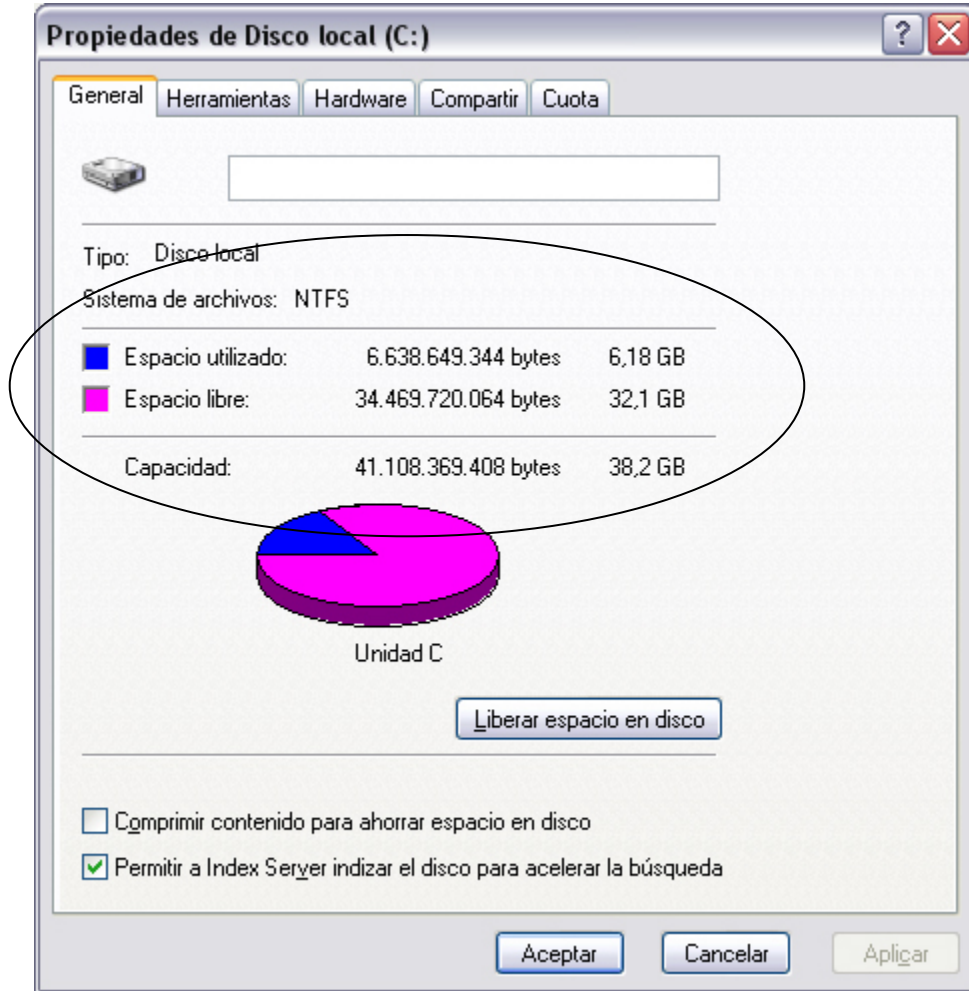 Propiedades de Disco local (C:)
General Herramientas Hardware Compartir Cuota
Tipo: Disco local
Sistema de archivos: NTFS
Espacio utilizado: 6.638.649.344 bytes 6,18 GB
Espacio libre: 34.469.720.064 bytes 32,1 GB
Capacidad: 41.108.369.408 bytes 38,2 GB
Unidad C
Liberar espacio en disco
Comprimir contenido para ahorrar espacio en disco
Permitir a Index Server indizar el disco para acelerar la búsqueda
Aceptar Cancelar Aplicar